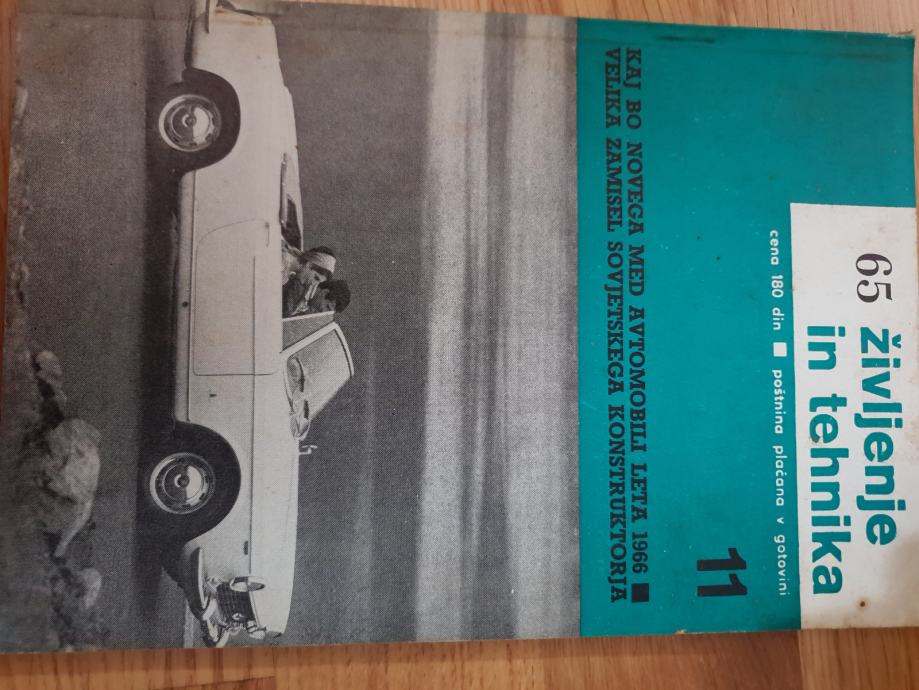 65 življenje
in tehnika
cena 180 din ■ poštnina plačana v gotovini
11
KAJ BO NOVEGA MED AVTOMOBILI LETA 1966 ■
VELIKA ZAMISEL SOVJETSKEGA KONSTRUKTORJA